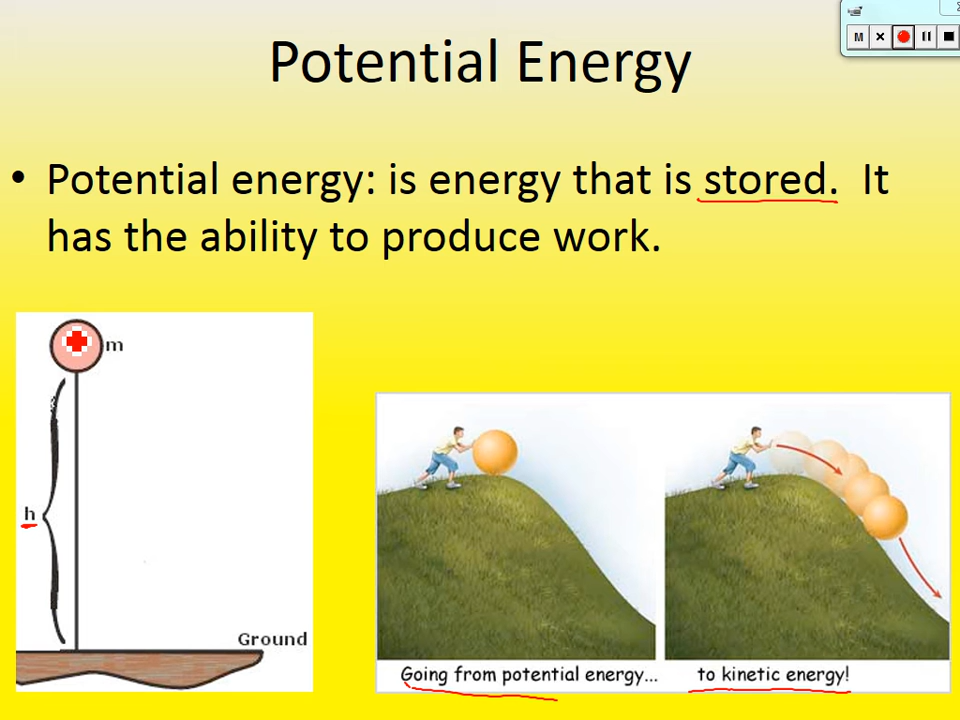 Potential Energy
• Potential energy: is energy that is stored. It
has the ability to produce work.
m
h
Ground
Going from potential energy...
to kinetic energy!
M